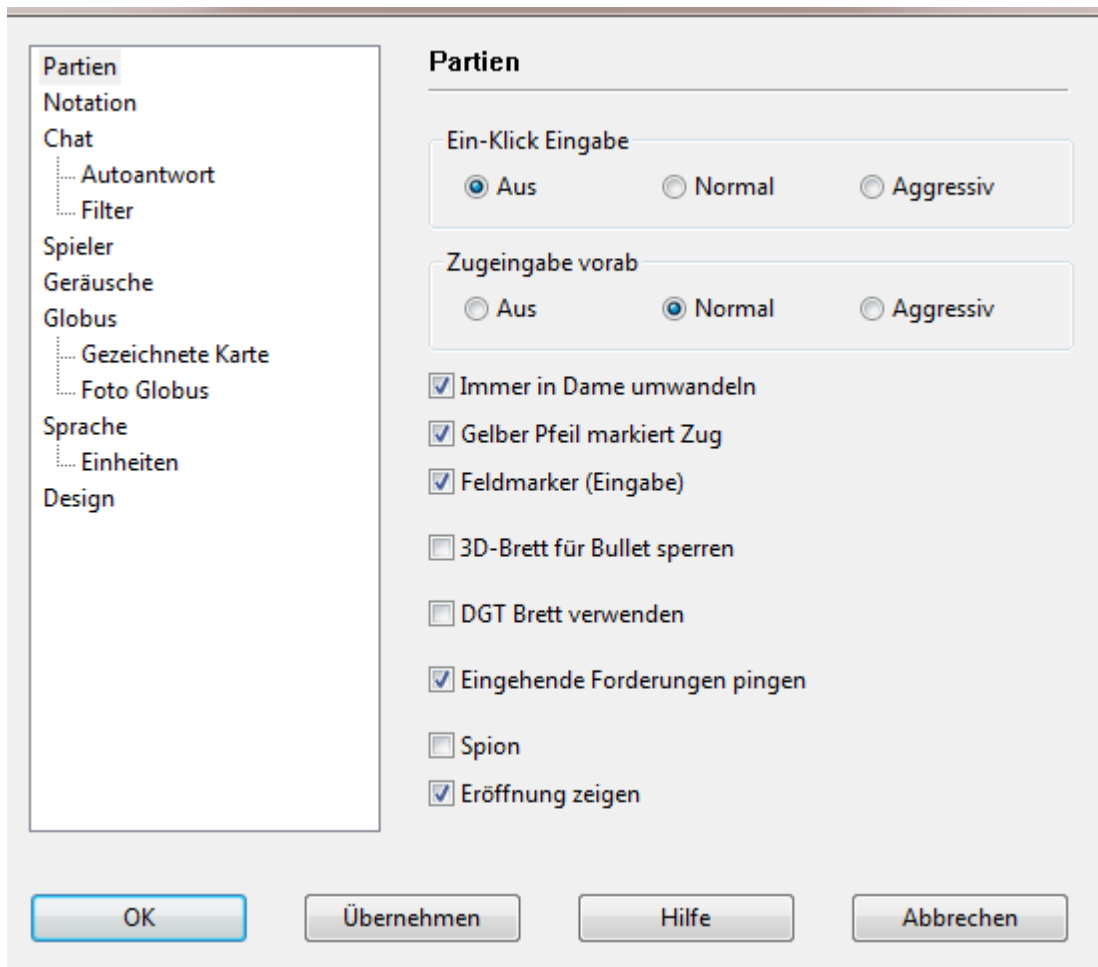 Partien
Notation
Chat
Autoantwort
Filter
Spieler
Geräusche
Globus
Gezeichnete Karte
Foto Globus
Sprache
Einheiten
Design
Partien
Ein-Klick Eingabe
Aus Normal Aggressiv
Zugeingabe vorab
Aus Normal Aggressiv
Immer in Dame umwandeln
Gelber Pfeil markiert Zug
Feldmarker (Eingabe)
3D-Brett für Bullet sperren
DGT Brett verwenden
Eingehende Forderungen pingen
Spion
Eröffnung zeigen
OK Übernehmen Hilfe Abbrechen